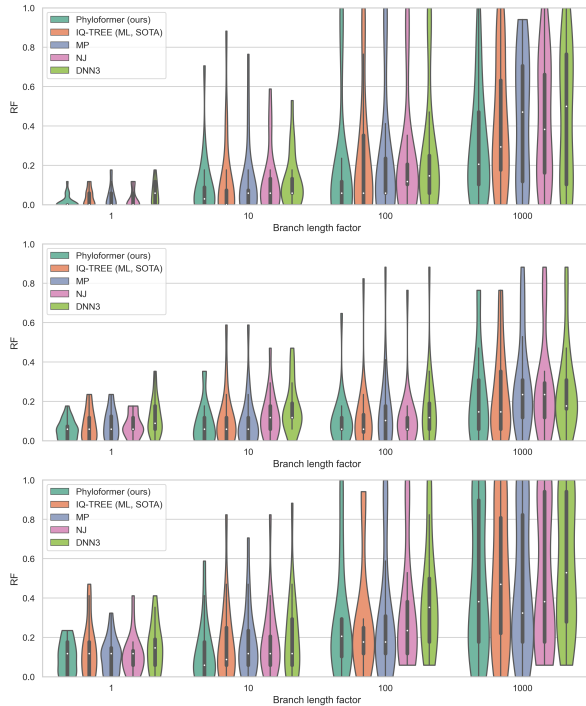 1.0
0.8
0.6
0.4
0.2
0.0
RF
Phyloformer (ours)
IQ-TREE (ML, SOTA)
MP
NJ
DNN3
1 10 100 1000
Branch length factor
1.0
0.8
0.6
0.4
0.2
0.0
RF
Phyloformer (ours)
IQ-TREE (ML, SOTA)
MP
NJ
DNN3
1 10 100 1000
Branch length factor
1.0
0.8
0.6
0.4
0.2
0.0
RF
Phyloformer (ours)
IQ-TREE (ML, SOTA)
MP
NJ
DNN3
1 10 100 1000
Branch length factor